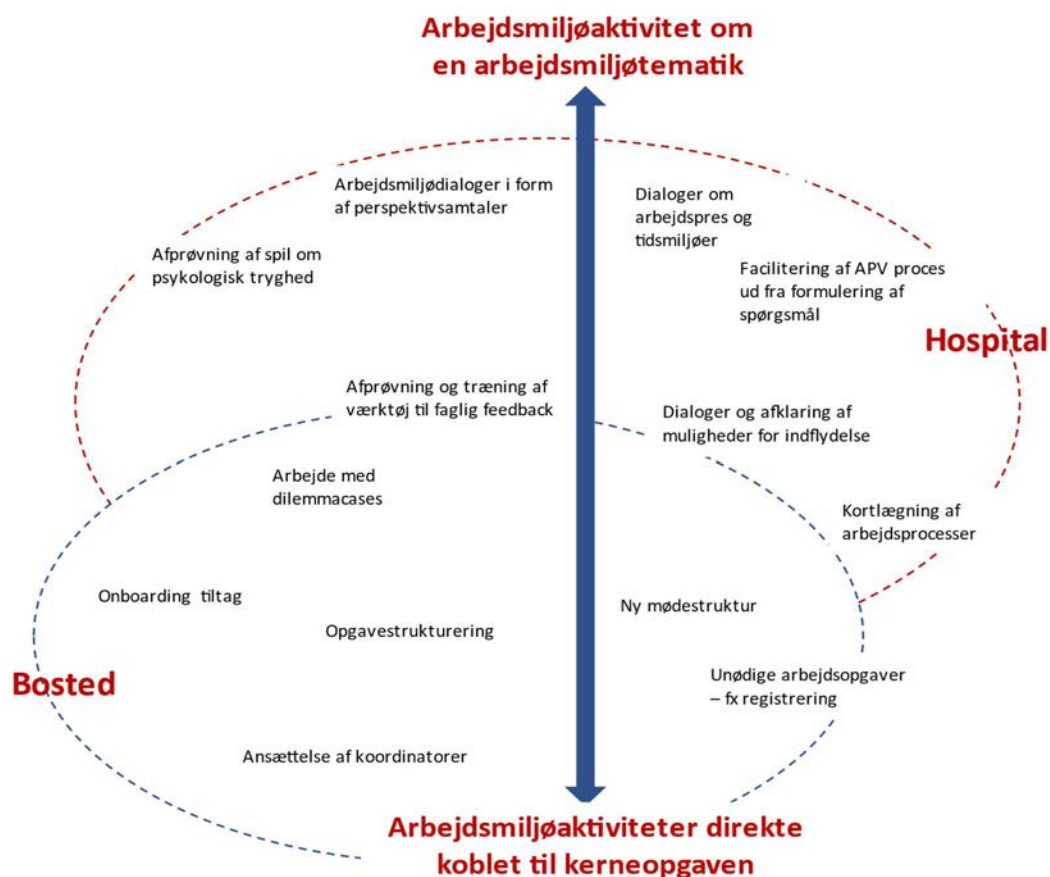 Arbejdsmiljøaktivitet om
en arbejdsmiljøtematik
Arbejdsmiljødialoger i form
af perspektivsamtaler
Dialoger om
arbejdspres og
tidsmiljøer
Afprøvning af spil om
psykologisk tryghed
Facilitering af APV proces
ud fra formulering af
spørgsmål
Hospital
Afprøvning og træning af
værktøj til faglig feedback
Dialoger og afklaring af
muligheder for indflydelse
Arbejde med
dilemmacases
Kortlægning af
arbejdsprocesser
Onboarding tiltag
Ny mødestruktur
Opgavestrukturering
Bosted
Unødige arbejdsopgaver
– fx registrering
Ansættelse af koordinatorer
Arbejdsmiljøaktiviteter direkte
koblet til kerneopgaven